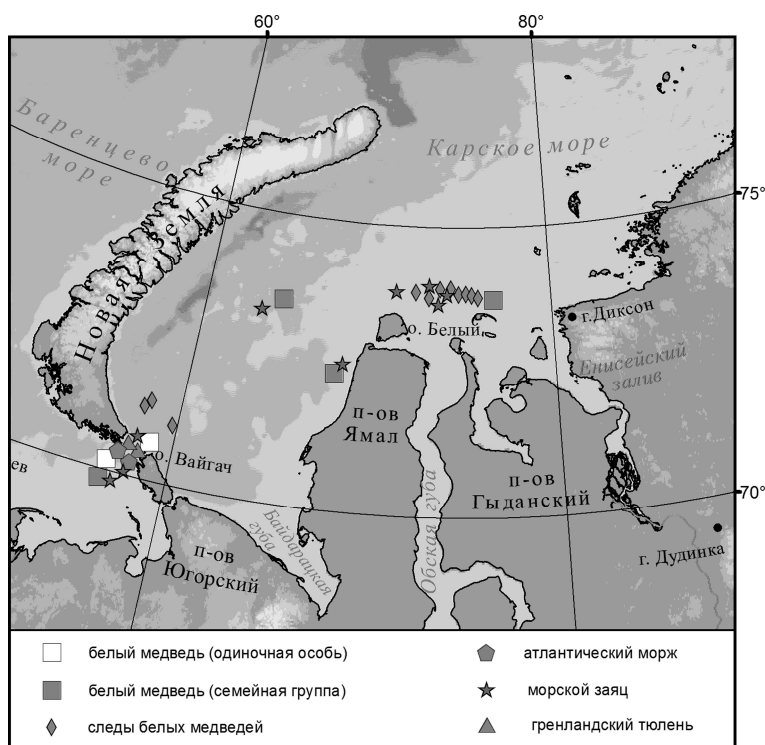 60° 80°
Баренцево
море
Карское море
75°
Новая Земля
о. Белый
г.Диксон
Енисейский
залив
п-ов
Ямал
о. Вайгач
ев
п-ов
Гыданский
70°
Обская губа
Байдарацкая
губа
п-ов
Югорский
г. Дудинка
белый медведь (одиночная особь)
белый медведь (семейная группа)
следы белых медведей
атлантический морж
морской заяц
гренландский тюлень